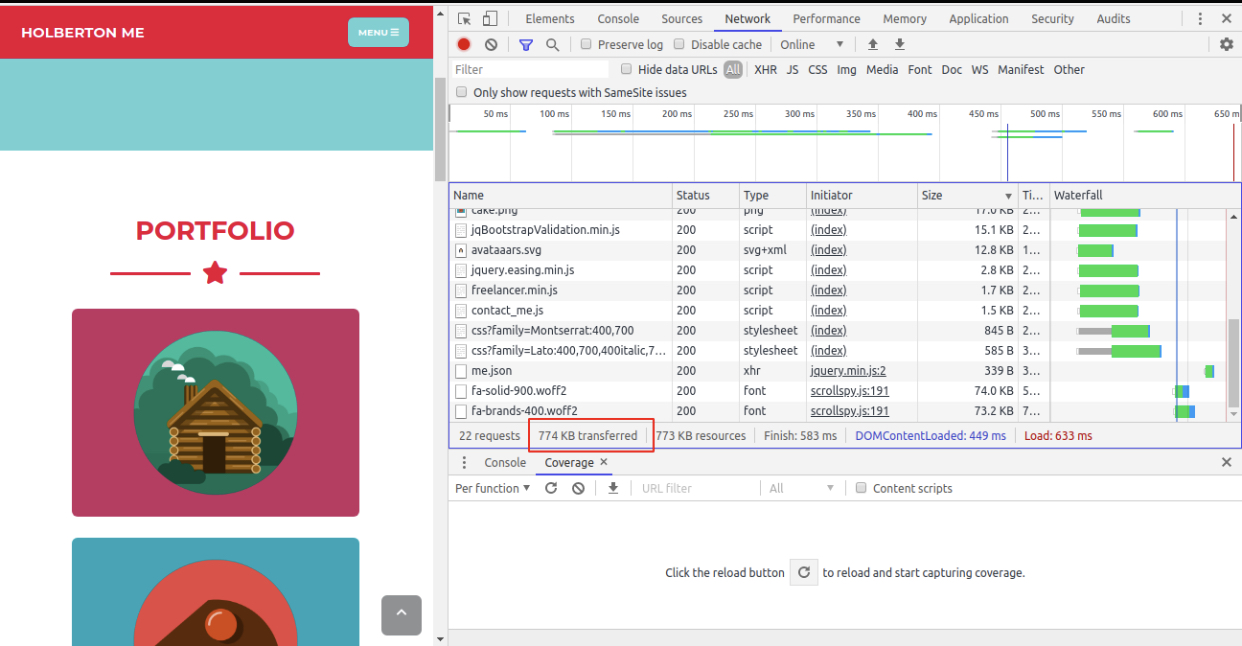 HOLBERTON ME
MENU
PORTFOLIO
Elements Console Sources Network Performance Memory Application Security Audits
Preserve log Disable cache Online
Filter Hide data URLs All XHR JS CSS Img Media Font Doc WS Manifest Other
Only show requests with SameSite issues
50 ms 100 ms 150 ms 200 ms 250 ms 300 ms 350 ms 400 ms 450 ms 500 ms 550 ms 600 ms 650 m
Name Status Type Initiator Size Ti... Waterfall
cake.png 200 png (index) 17.0 KB 2...
jqBootstrapValidation.min.js 200 script (index) 15.1 KB 2...
avataaars.svg 200 svg+xml (index) 12.8 KB 1...
jquery.easing.min.js 200 script (index) 2.8 KB 2...
freelancer.min.js 200 script (index) 1.7 KB 2...
contact_me.js 200 script (index) 1.5 KB 2...
css?family=Montserrat:400,700 200 stylesheet (index) 845 B 2...
css?family=Lato:400,700,400italic,7... 200 stylesheet (index) 585 B 3...
me.json 200 xhr jquery.min.js:2 339 B 3...
fa-solid-900.woff2 200 font scrollspy.js:191 74.0 KB 5...
fa-brands-400.woff2 200 font scrollspy.js:191 73.2 KB 7...
22 requests 774 KB transferred 773 KB resources Finish: 583 ms DOMContentLoaded: 449 ms Load: 633 ms
Console Coverage ×
Per function URL filter All Content scripts
Click the reload button to reload and start capturing coverage.